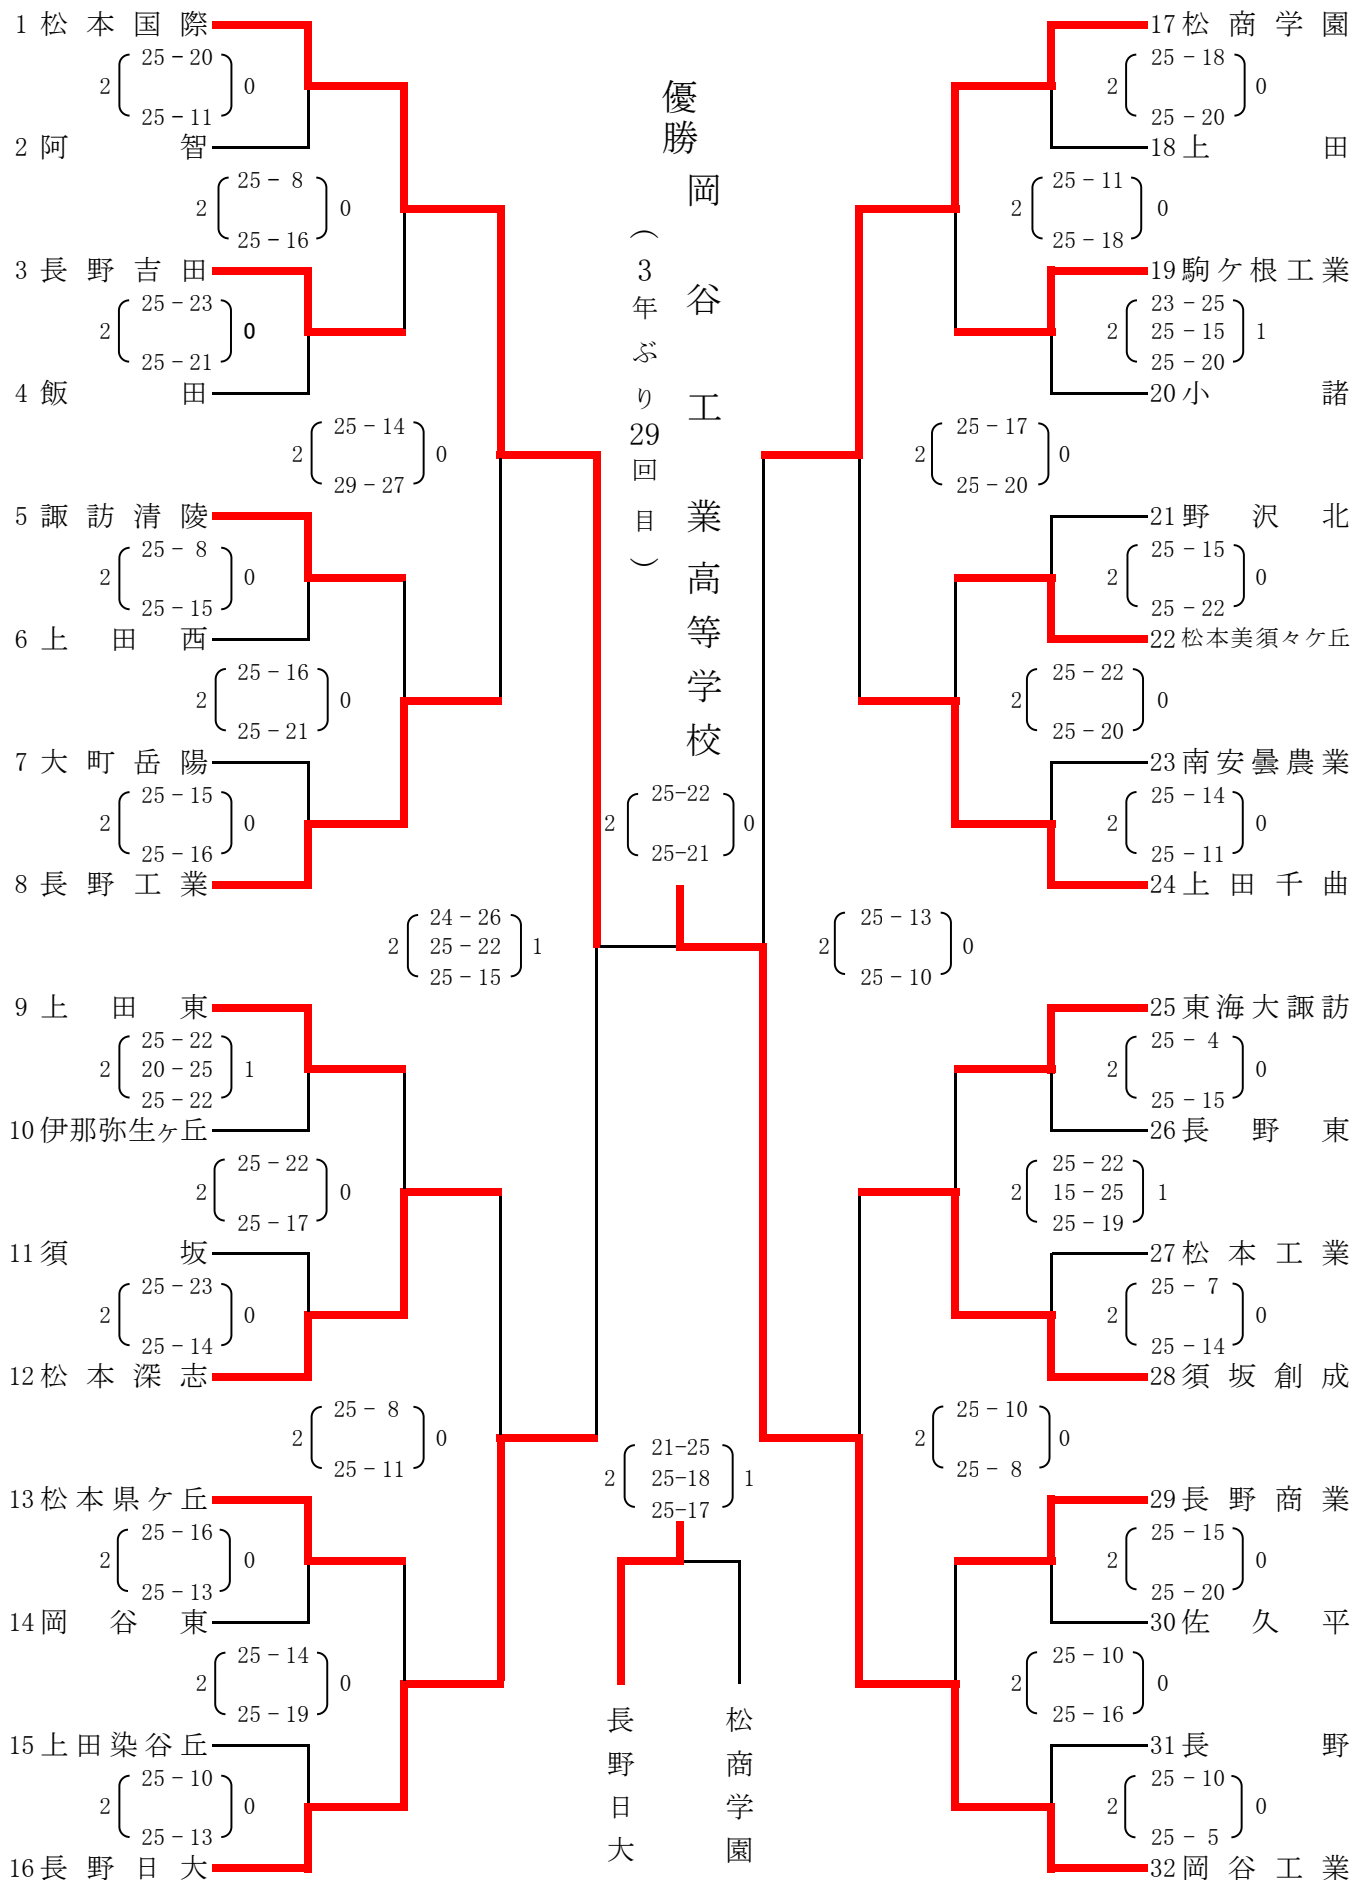 1 松本国際
25－20
2 0
25－11
2 阿智
25－ 8
2 0
25－16
3 長野吉田
25－23
2 0
25－21
4 飯田
25－14
2 0
29－27
5 諏訪清陵
25－ 8
2 0
25－15
6 上田西
25－16
2 0
25－21
7 大町岳陽
25－15
2 0
25－16
8 長野工業
24－26
2 25－22 1
25－15
9 上田東
25－22
2 20－25 1
25－22
10 伊那弥生ヶ丘
25－22
2 0
25－17
11 須坂
25－23
2 0
25－14
12 松本深志
25－ 8
2 0
25－11
13 松本県ケ丘
25－16
2 0
25－13
14 岡谷東
25－14
2 0
25－19
15 上田染谷丘
25－10
2 0
25－13
16 長野日大
優勝
岡谷工業高等学校
（3年ぶり29回目）
25−22
2 0
25−21
21−25
2 25−18 1
25−17
長野日大
松商学園
17 松商学園
25－18
2 0
25－20
18 上田
25－11
2 0
25－18
19 駒ケ根工業
23－25
2 25－15 1
25－20
20 小諸
25－17
2 0
25－20
21 野沢北
25－15
2 0
25－22
22 松本美須々ケ丘
25－22
2 0
25－20
23 南安曇農業
25－14
2 0
25－11
24 上田千曲
25－13
2 0
25－10
25 東海大諏訪
25－ 4
2 0
25－15
26 長野東
25－22
2 15－25 1
25－19
27 松本工業
25－ 7
2 0
25－14
28 須坂創成
25－10
2 0
25－ 8
29 長野商業
25－15
2 0
25－20
30 佐久平
25－10
2 0
25－16
31 長野
25－10
2 0
25－ 5
32 岡谷工業